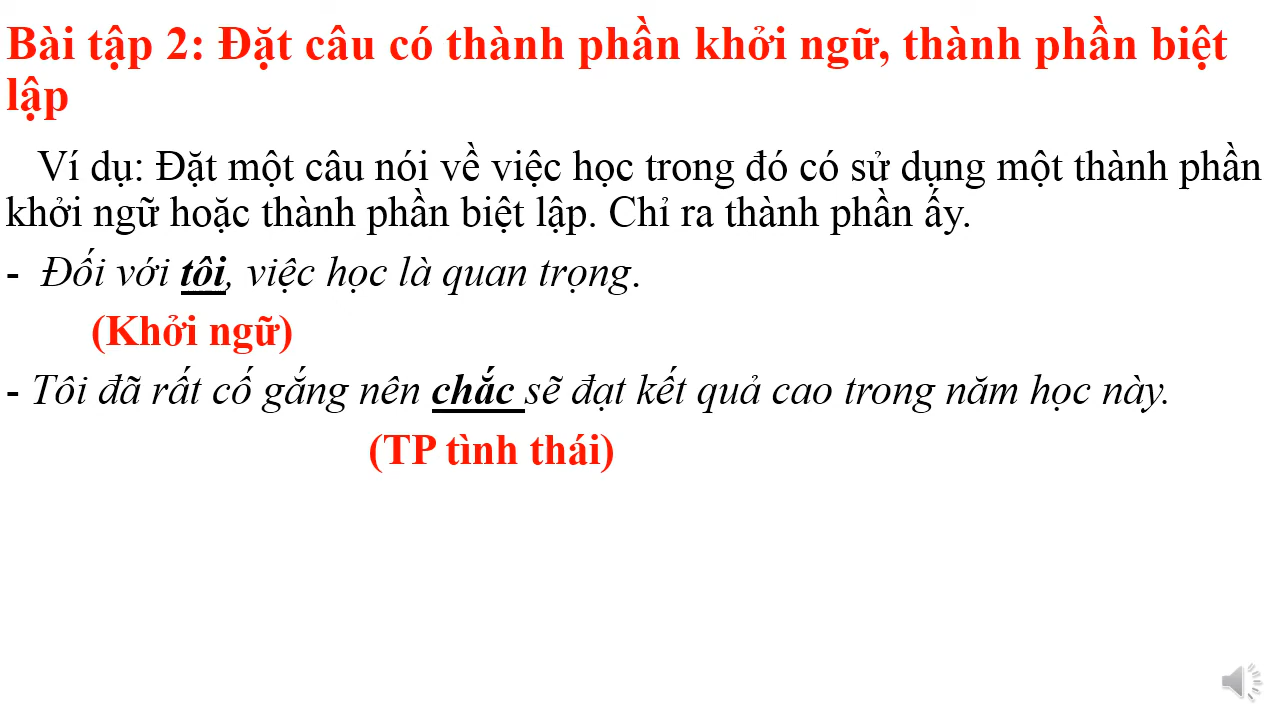 Bài tập 2: Đặt câu có thành phần khởi ngữ, thành phần biệt
lập
Ví dụ: Đặt một câu nói về việc học trong đó có sử dụng một thành phần
khởi ngữ hoặc thành phần biệt lập. Chỉ ra thành phần ấy.
- Đối với tôi, việc học là quan trọng.
(Khởi ngữ)
- Tôi đã rất cố gắng nên chắc sẽ đạt kết quả cao trong năm học này.
(TP tình thái)